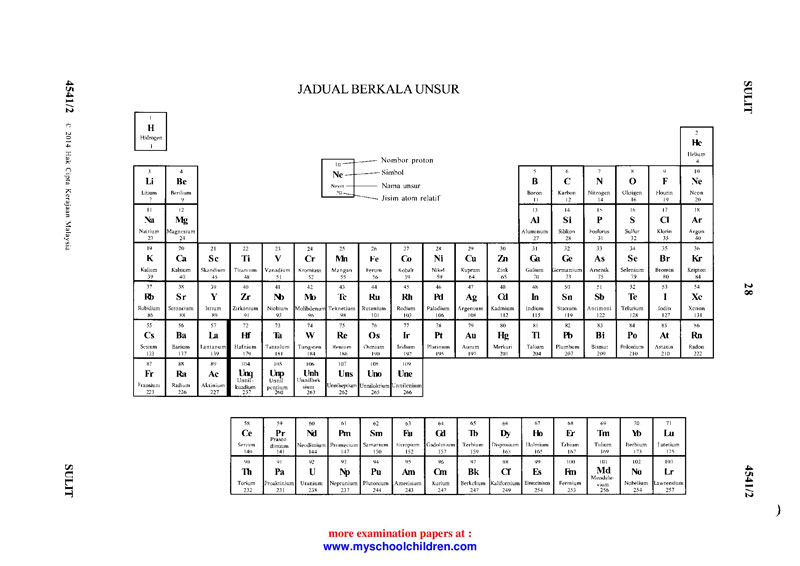 JADUAL BERKALA UNSUR
SULIT
4541/2 © 2014 Hak Cipta Kerajaan Malaysia
28
SULIT
4541/2
)
10 Nombor proton
Ne Simbol
Neon Nama unsur
20 Jisim atom relatif
1 2
H He
Hidrogen Helium
1 4
3 4 5 6 7 8 9 10
Li Be B C N O F Ne
Litium Berilium Boron Karbon Nitrogen Oksigen Fluorin Neon
7 9 11 12 14 16 19 20
11 12 13 14 15 16 17 18
Na Mg Al Si P S Cl Ar
Natrium Magnesium Aluminium Silikon Fosforus Sulfur Klorin Argon
23 24 27 28 31 32 35 40
19 20 21 22 23 24 25 26 27 28 29 30 31 32 33 34 35 36
K Ca Sc Ti V Cr Mn Fe Co Ni Cu Zn Ga Ge As Se Br Kr
Kalium Kalsium Skandium Titanium Vanadium Kromium Mangan Ferum Kobalt Nikel Kuprum Zink Galium Germanium Arsenik Selenium Bromin Kripton
39 40 45 48 51 52 55 56 59 59 64 65 70 73 75 79 80 84
37 38 39 40 41 42 43 44 45 46 47 48 49 50 51 52 53 54
Rb Sr Y Zr Nb Mo Tc Ru Rh Pd Ag Cd In Sn Sb Te I Xe
Rubidium Strontium Itrium Zirkonium Niobium Molibdenum Teknetium Rutenium Rodium Paladium Argentum Kadmium Indium Stanum Antimoni Telurium Iodin Xenon
86 88 89 91 93 96 98 101 103 106 108 112 115 119 122 128 127 131
55 56 57 72 73 74 75 76 77 78 79 80 81 82 83 84 85 86
Cs Ba La Hf Ta W Re Os Ir Pt Au Hg Tl Pb Bi Po At Rn
Sesium Barium Lantanum Hafnium Tantalum Tungsten Renium Osmium Iridium Platinum Aurum Merkuri Talium Plumbum Bismut Polonium Astatin Radon
133 137 139 179 181 184 186 190 192 195 197 201 204 207 209 210 210 222
87 88 89 104 105 106 107 108 109
Fr Ra Ac Unq Unp Unh Uns Uno Une
Fransium Radium Aktinium Unnil- Unnil Unnilhek Unnilseptium Unniloktium Unnilenium
kuadium pentium sium
223 226 227 257 260 263 262 265 266
58 59 60 61 62 63 64 65 66 67 68 69 70 71
Ce Pr Nd Pm Sm Eu Gd Tb Dy Ho Er Tm Yb Lu
Serium Praseo Neodimium Prometium Samarium Europium Gadolinium Terbium Disprosium Holmium Erbium Tulium Iterbium Lutetium
dimium
140 141 144 147 150 152 157 159 163 165 167 169 173 175
90 91 92 93 94 95 96 97 98 99 100 101 102 103
Th Pa U Np Pu Am Cm Bk Cf Es Fm Md No Lr
Torium Proaktinium Uranium Neptunium Plutonium Amerisium Kurium Berkelium Kalifornium Einsteinium Fermium Mendele- Nobelium Lawrensium
vium
232 231 238 237 244 243 247 247 249 254 253 256 254 257
more examination papers at :
www.myschoolchildren.com